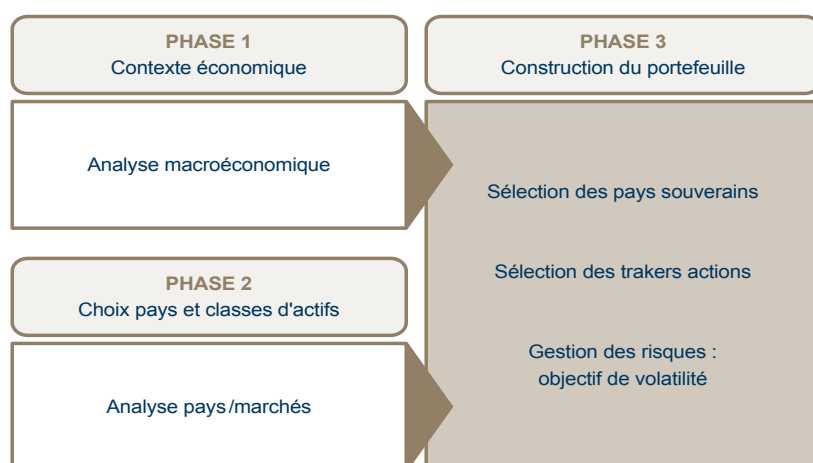 PHASE 1
Contexte économique
Analyse macroéconomique
PHASE 2
Choix pays et classes d'actifs
Analyse pays/marchés
PHASE 3
Construction du portefeuille
Sélection des pays souverains
Sélection des trakers actions
Gestion des risques :
objectif de volatilité